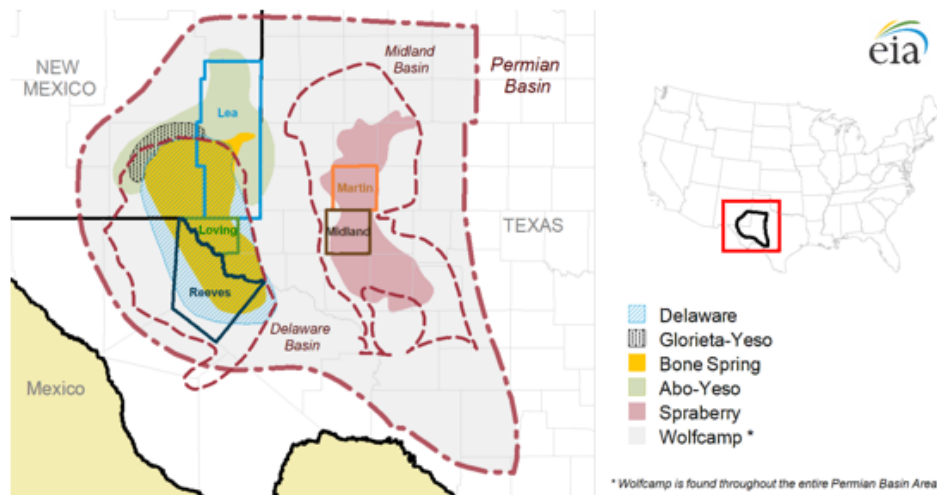 NEW
MEXICO
Lea
Midland
Basin
Permian
Basin
Martin
Loving
Midland
TEXAS
Reeves
Delaware
Basin
Mexico
eia
Delaware
Glorieta-Yeso
Bone Spring
Abo-Yeso
Spraberry
Wolfcamp *
* Wolfcamp is found throughout the entire Permian Basin Area